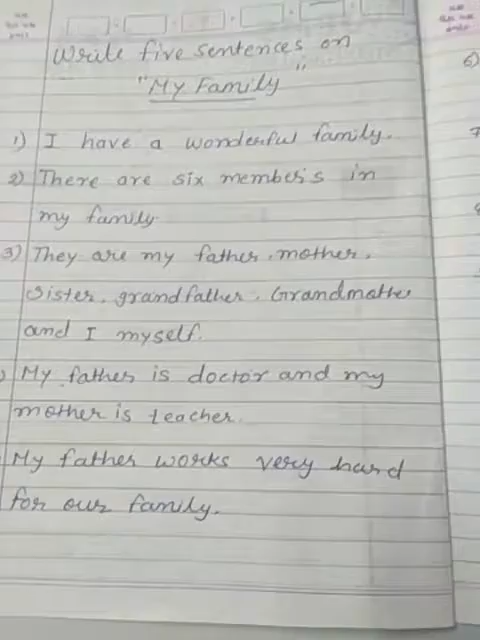 Write five sentences on
"My Family"
1) I have a wonderful family.
2) There are six member's in
my family.
3) They are my father, mother,
Sister, grandfather, Grandmother
and I myself.
) My father is doctor and my
mother is teacher.
My father works very hard
for our family.
6)